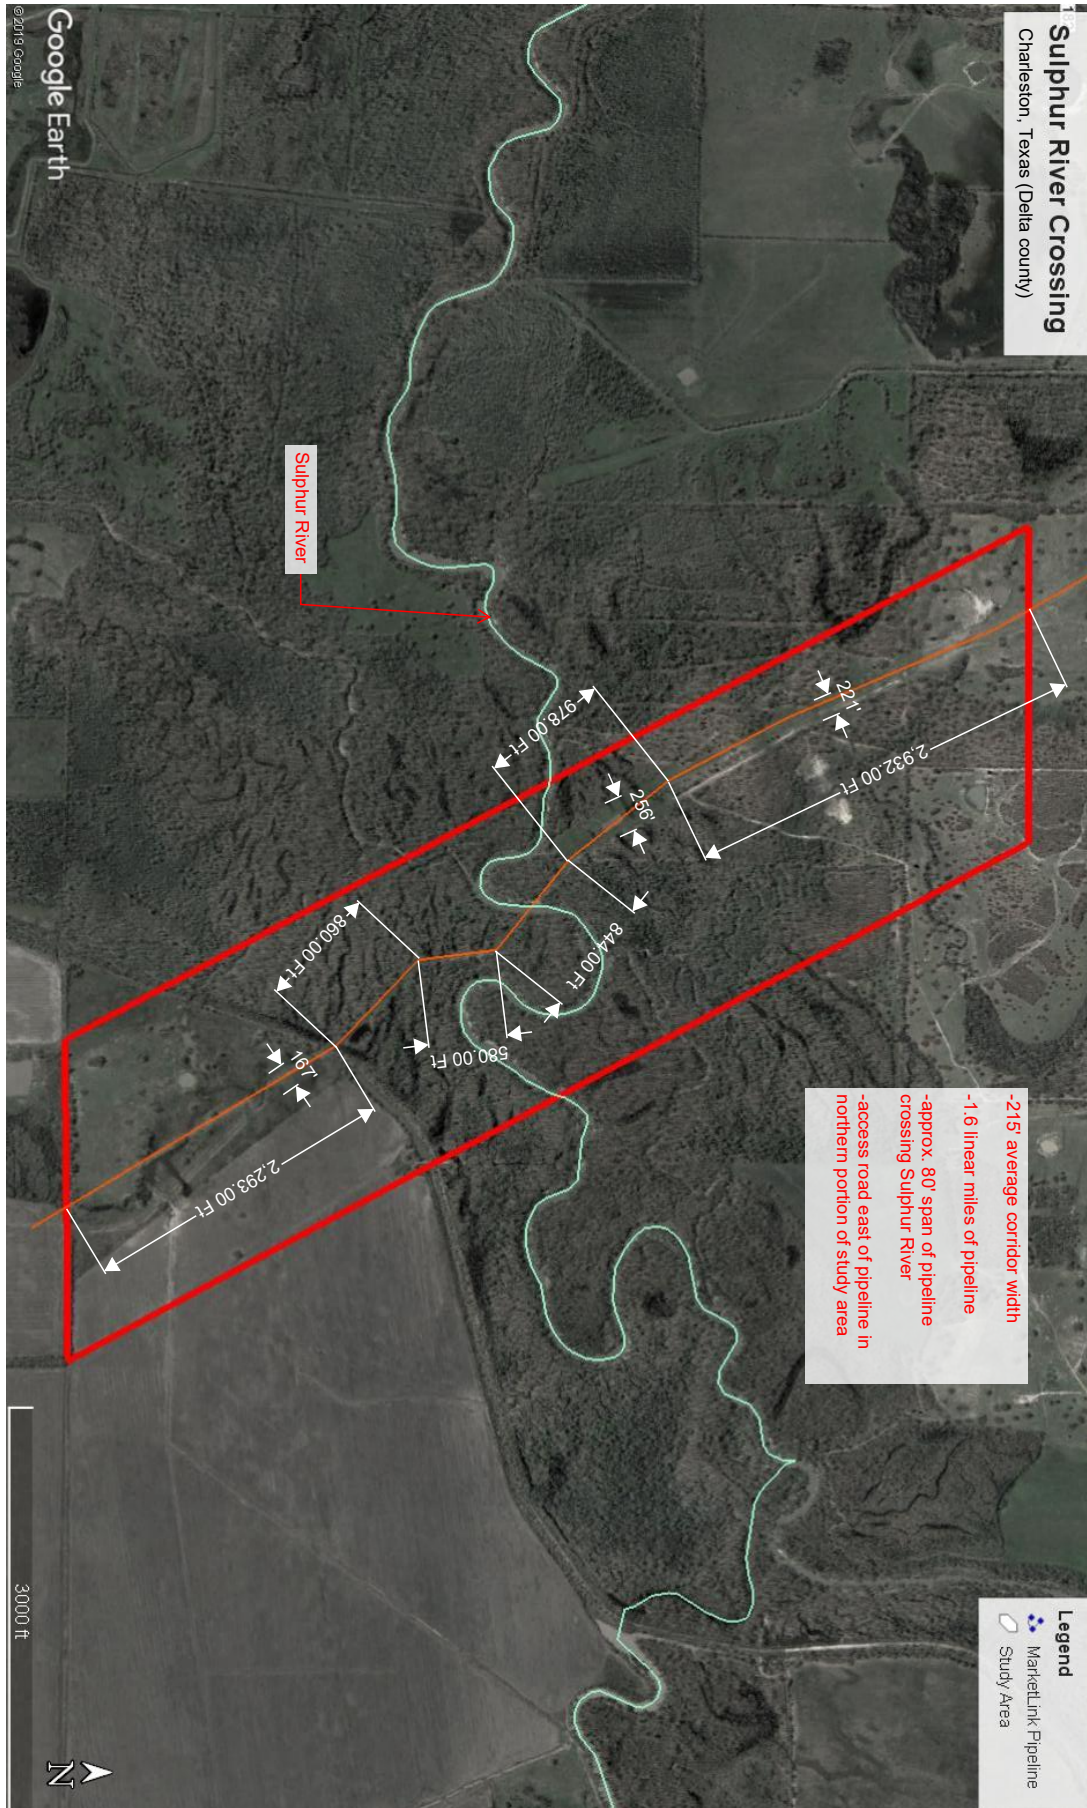 Sulphur River Crossing
Charleston, Texas (Delta county)
Legend
MarketLink Pipeline
Study Area
-215' average corridor width
-1.6 linear miles of pipeline
-approx. 80' span of pipeline
crossing Sulphur River
-access road east of pipeline in
northern portion of study area
221'
2,932.00 Ft
978.00 Ft
256'
844.00 Ft
580.00 Ft
860.00 Ft
167'
2,293.00 Ft
Sulphur River
Google Earth
©2019 Google
3000 ft
N